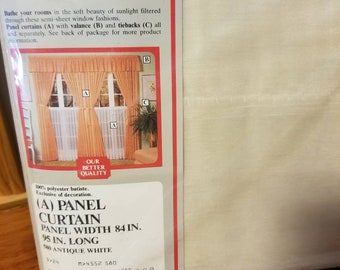 Bathe your rooms in the soft beauty of sunlight filtered
through these semi-sheer window fashions.
Panel curtains (A) with valance (B) and tiebacks (C) all
sold separately. See back of package for more product
information.
B
C
A
A
OUR
BETTER
QUALITY
100% polyester batiste.
Exclusive of decoration.
(A) PANEL
CURTAIN
PANEL WIDTH 84 IN.
95 IN. LONG
580 ANTIQUE WHITE